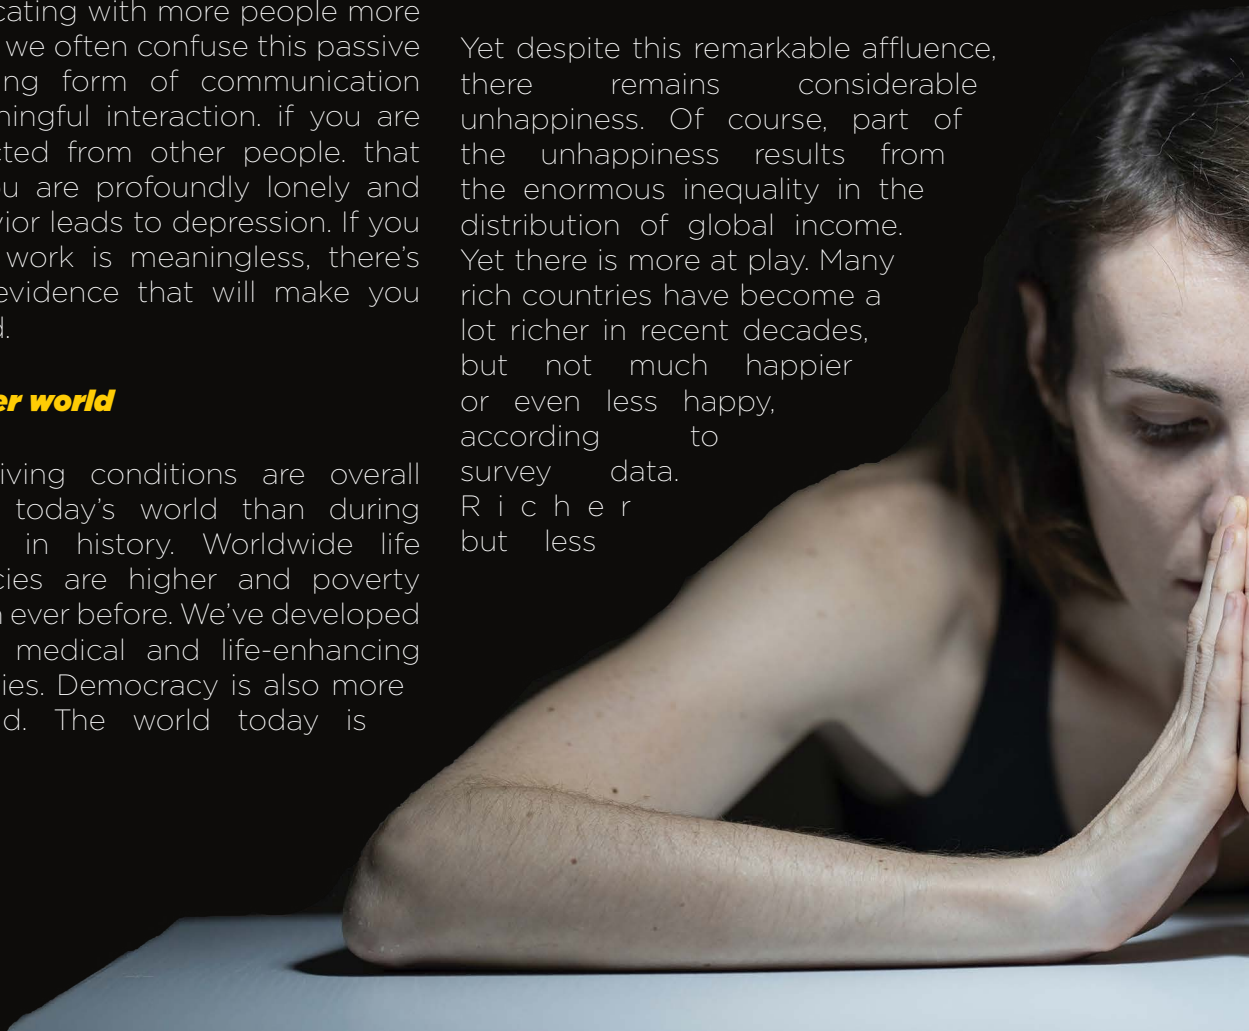 cating with more people more
we often confuse this passive
ing form of communication
ningful interaction. if you are
cted from other people. that
ou are profoundly lonely and
vior leads to depression. If you
work is meaningless, there's
evidence that will make you
d.
er world
iving conditions are overall
today's world than during
in history. Worldwide life
cies are higher and poverty
n ever before. We've developed
medical and life-enhancing
ies. Democracy is also more
d. The world today is
Yet despite this remarkable affluence,
there remains considerable
unhappiness. Of course, part of
the unhappiness results from
the enormous inequality in the
distribution of global income.
Yet there is more at play. Many
rich countries have become a
lot richer in recent decades,
but not much happier
or even less happy,
according to
survey data.
Richer
but less